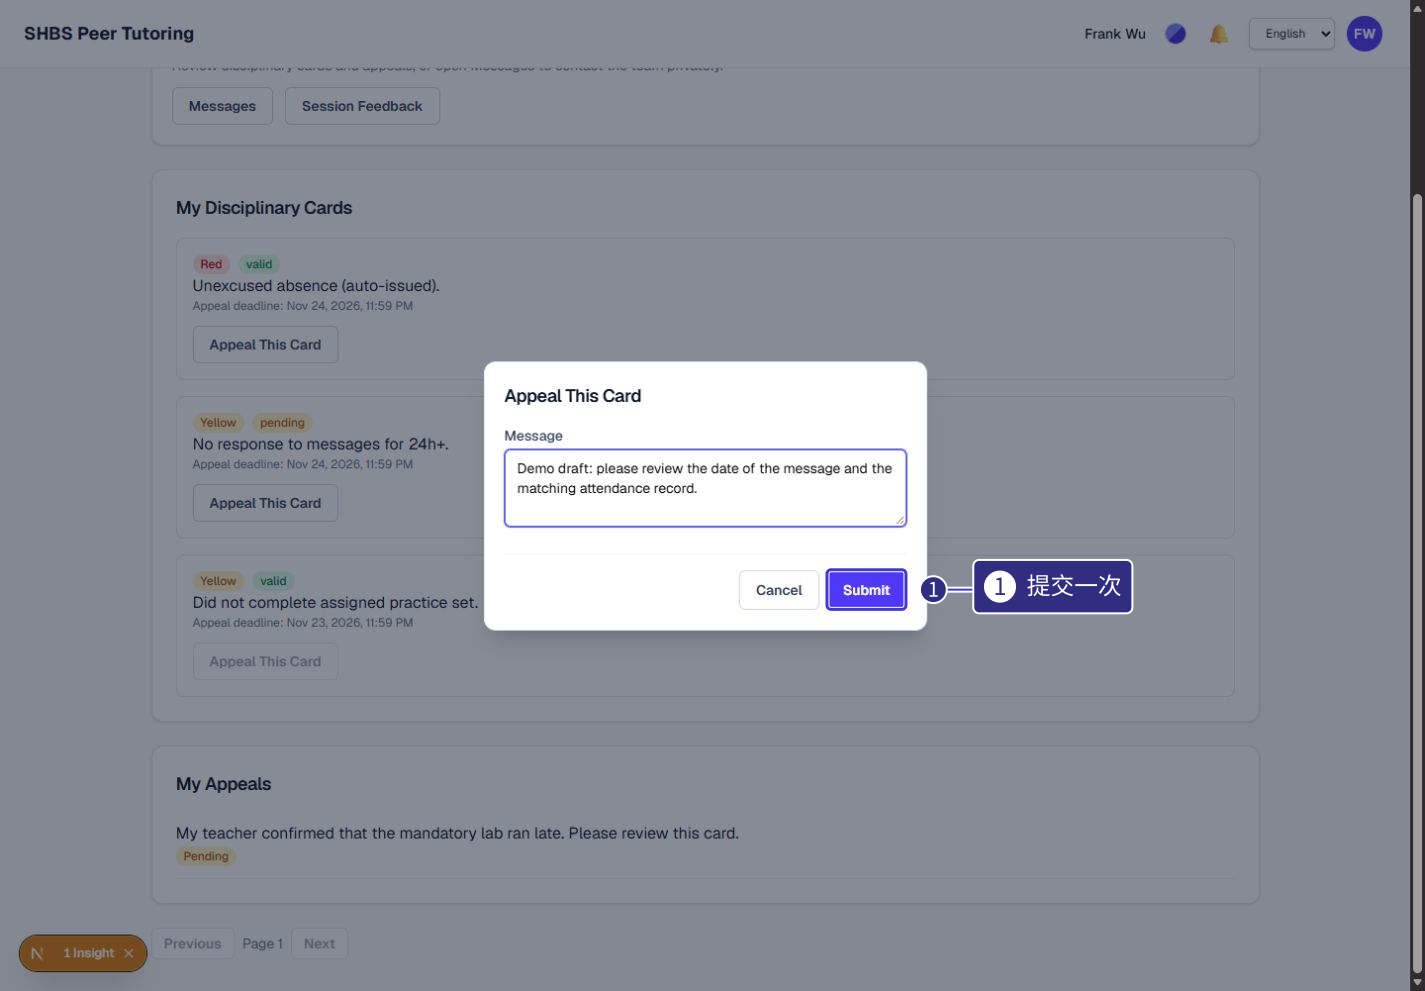 SHBS Peer Tutoring
Frank Wu
English
FW
Messages
Session Feedback
My Disciplinary Cards
Red
valid
Unexcused absence (auto-issued).
Appeal deadline: Nov 24, 2026, 11:59 PM
Appeal This Card
Yellow
pending
No response to messages for 24h+.
Appeal deadline: Nov 24, 2026, 11:59 PM
Appeal This Card
Yellow
valid
Did not complete assigned practice set.
Appeal deadline: Nov 23, 2026, 11:59 PM
Appeal This Card
Appeal This Card
Message
Demo draft: please review the date of the message and the
matching attendance record.
Cancel
Submit
1
1 提交一次
My Appeals
My teacher confirmed that the mandatory lab ran late. Please review this card.
Pending
Previous
Page 1
Next
N 1 Insight ×